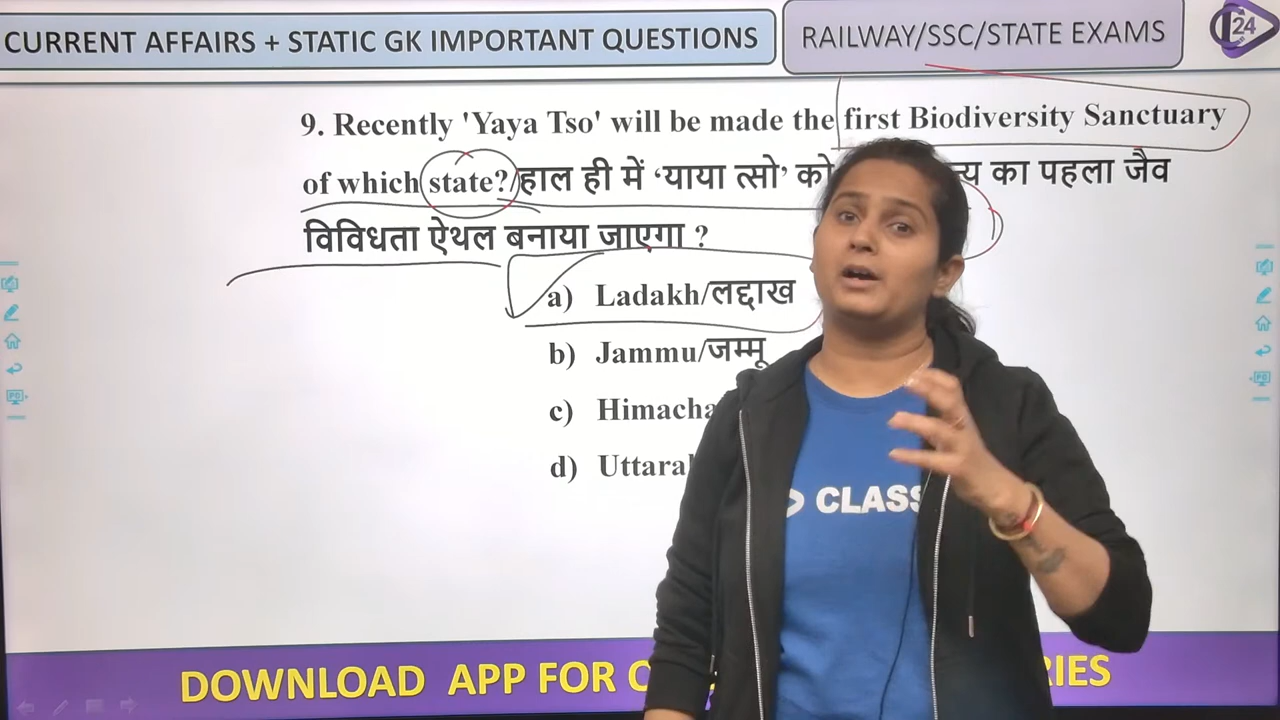 CURRENT AFFAIRS + STATIC GK IMPORTANT QUESTIONS
RAILWAY/SSC/STATE EXAMS
24
9. Recently 'Yaya Tso' will be made the first Biodiversity Sanctuary
of which state?/हाल ही में ‘याया त्सो’ को का पहला जैव
विविधता ऐथल बनाया जाएगा ?
a) Ladakh/लद्दाख
b) Jammu/जम्मू
c) Himacha
d) Uttara
CLASS
DOWNLOAD APP FOR